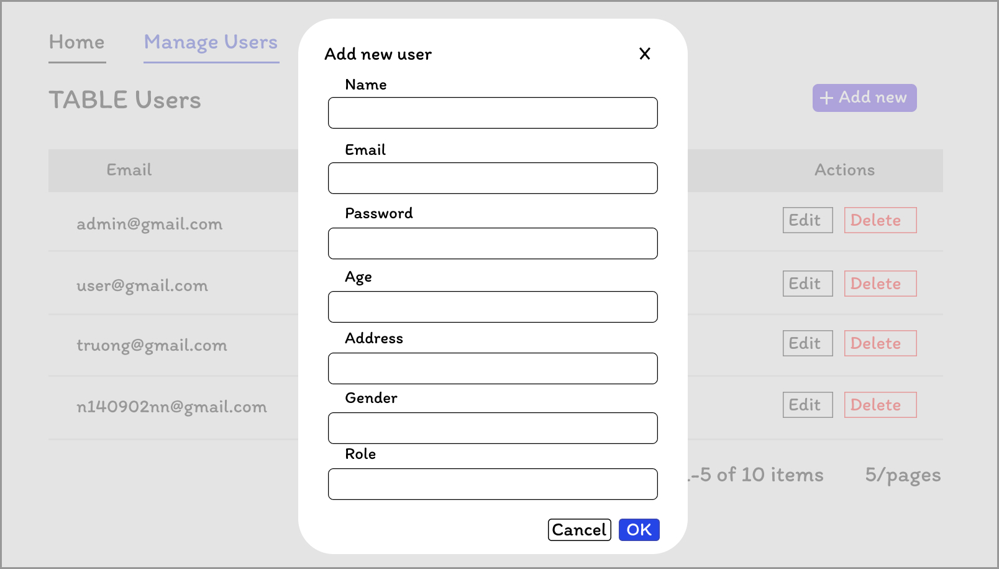 Home
Manage Users
TABLE Users
+ Add new
Email
Actions
admin@gmail.com
Edit
Delete
user@gmail.com
Edit
Delete
truong@gmail.com
Edit
Delete
n140902nn@gmail.com
Edit
Delete
-5 of 10 items
5/pages
Add new user
X
Name
Email
Password
Age
Address
Gender
Role
Cancel
OK